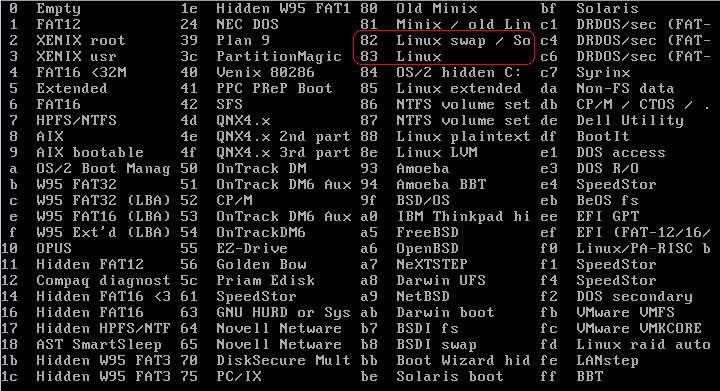 0 Empty 1e Hidden W95 FAT1 80 Old Minix bf Solaris
1 FAT12 24 NEC DOS 81 Minix / old Lin c1 DRDOS/sec (FAT-
2 XENIX root 39 Plan 9 82 Linux swap / So c4 DRDOS/sec (FAT-
3 XENIX usr 3c PartitionMagic 83 Linux c6 DRDOS/sec (FAT-
4 FAT16 <32M 40 Venix 80286 84 OS/2 hidden C: c7 Syrinx
5 Extended 41 PPC PReP Boot 85 Linux extended da Non-FS data
6 FAT16 42 SFS 86 NTFS volume set db CP/M / CTOS / .
7 HPFS/NTFS 4d QNX4.x 87 NTFS volume set de Dell Utility
8 AIX 4e QNX4.x 2nd part 88 Linux plaintext df BootIt
9 AIX bootable 4f QNX4.x 3rd part 8e Linux LVM e1 DOS access
a OS/2 Boot Manag 50 OnTrack DM 93 Amoeba e3 DOS R/O
b W95 FAT32 51 OnTrack DM6 Aux 94 Amoeba BBT e4 SpeedStor
c W95 FAT32 (LBA) 52 CP/M 9f BSD/OS eb BeOS fs
e W95 FAT16 (LBA) 53 OnTrack DM6 Aux a0 IBM Thinkpad hi ee EFI GPT
f W95 Ext'd (LBA) 54 OnTrackDM6 a5 FreeBSD ef EFI (FAT-12/16/
10 OPUS 55 EZ-Drive a6 OpenBSD f0 Linux/PA-RISC b
11 Hidden FAT12 56 Golden Bow a7 NeXTSTEP f1 SpeedStor
12 Compaq diagnost 5c Priam Edisk a8 Darwin UFS f4 SpeedStor
14 Hidden FAT16 <3 61 SpeedStor a9 NetBSD f2 DOS secondary
16 Hidden FAT16 63 GNU HURD or Sys ab Darwin boot fb VMware VMFS
17 Hidden HPFS/NTF 64 Novell Netware b7 BSDI fs fc VMware VMKCORE
18 AST SmartSleep 65 Novell Netware b8 BSDI swap fd Linux raid auto
1b Hidden W95 FAT3 70 DiskSecure Mult bb Boot Wizard hid fe LANstep
1c Hidden W95 FAT3 75 PC/IX be Solaris boot ff BBT